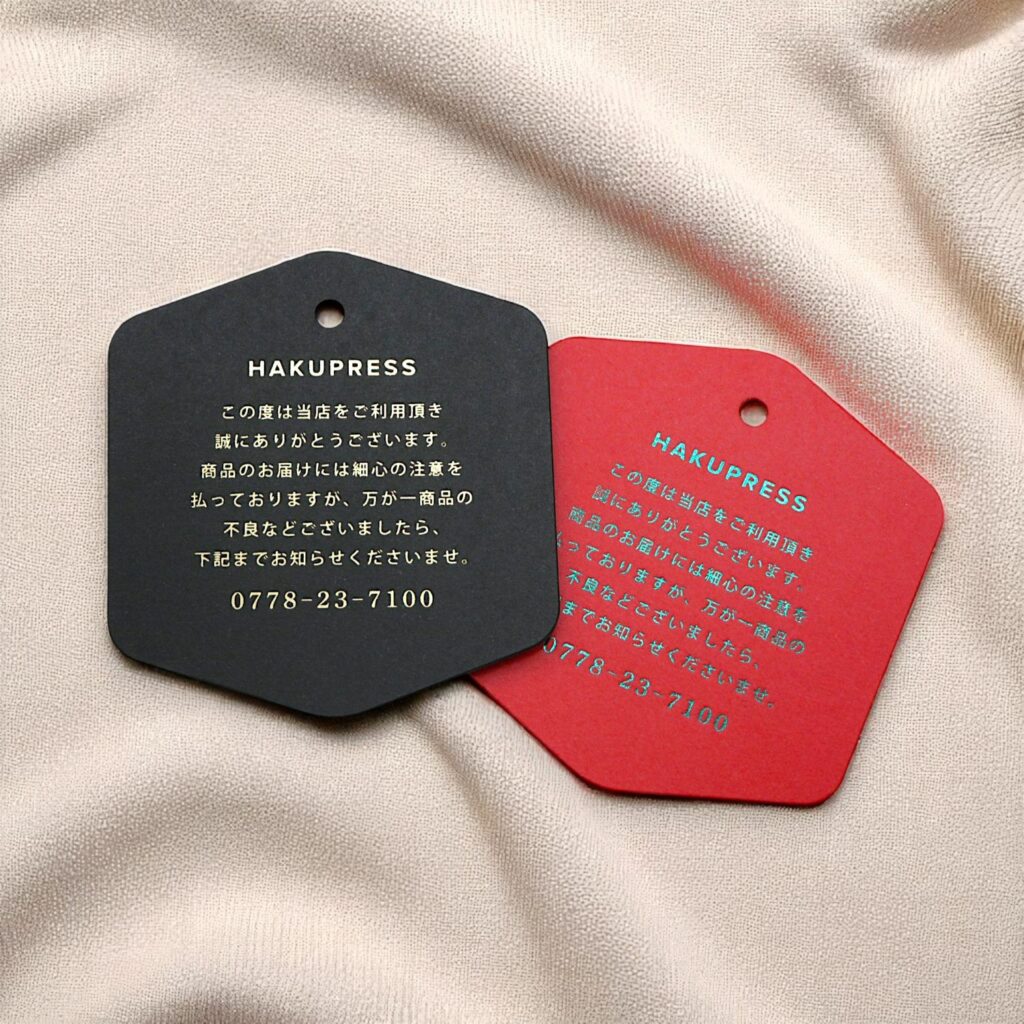 HAKUPRESS
この度は当店をご利用頂き
誠にありがとうございます。
商品のお届けには細心の注意を
払っておりますが、万が一商品の
不良などございましたら、
下記までお知らせくださいませ。
0778-23-7100
HAKUPRESS
この度は当店をご利用頂き
誠にありがとうございます。
商品のお届けには細心の注意を
っておりますが、万が一商品の
不良などございましたら、
までお知らせくださいませ。
0778-23-7100